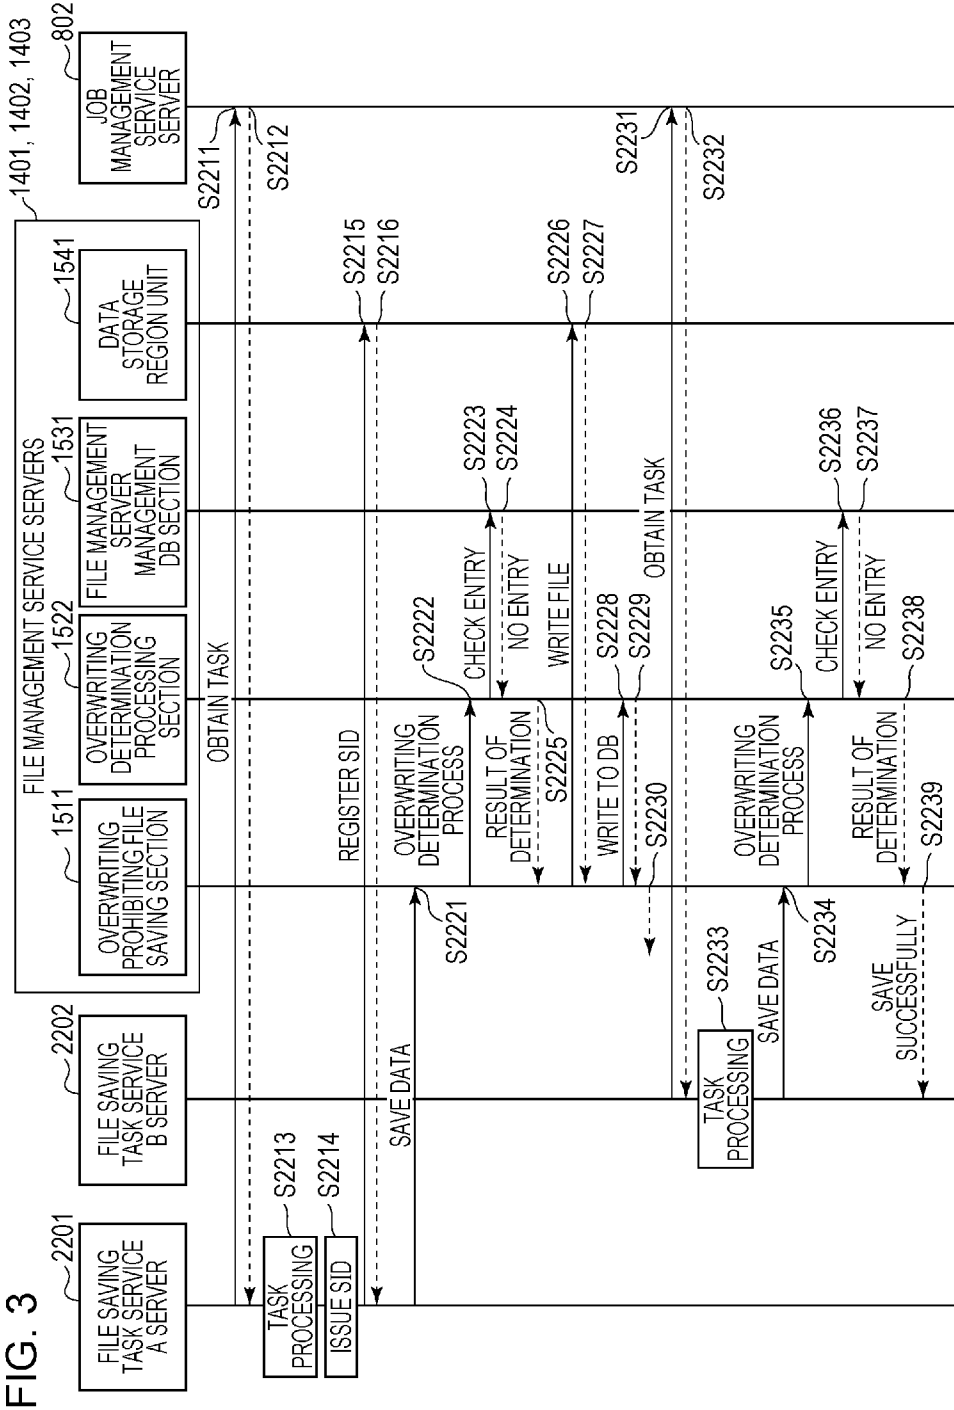 FIG. 3
2201
FILE SAVING
TASK SERVICE
A SERVER
2202
FILE SAVING
TASK SERVICE
B SERVER
1401, 1402, 1403
FILE MANAGEMENT SERVICE SERVERS
1511
OVERWRITING
PROHIBITING FILE
SAVING SECTION
1522
OVERWRITING
DETERMINATION
PROCESSING
SECTION
1531
FILE MANAGEMENT
SERVER
MANAGEMENT
DB SECTION
1541
DATA
STORAGE
REGION UNIT
802
JOB
MANAGEMENT
SERVICE
SERVER
OBTAIN TASK
S2211
S2212
TASK
PROCESSING
S2213
ISSUE SID
S2214
REGISTER SID
S2215
S2216
SAVE DATA
S2221
OVERWRITING
DETERMINATION
PROCESS
S2222
CHECK ENTRY
S2223
NO ENTRY
S2224
RESULT OF
DETERMINATION
S2225
WRITE FILE
S2226
S2227
WRITE TO DB
S2228
S2229
S2230
OBTAIN TASK
S2231
S2232
TASK
PROCESSING
S2233
SAVE DATA
S2234
OVERWRITING
DETERMINATION
PROCESS
S2235
CHECK ENTRY
S2236
NO ENTRY
S2237
RESULT OF
DETERMINATION
S2238
SAVE
SUCCESSFULLY
S2239